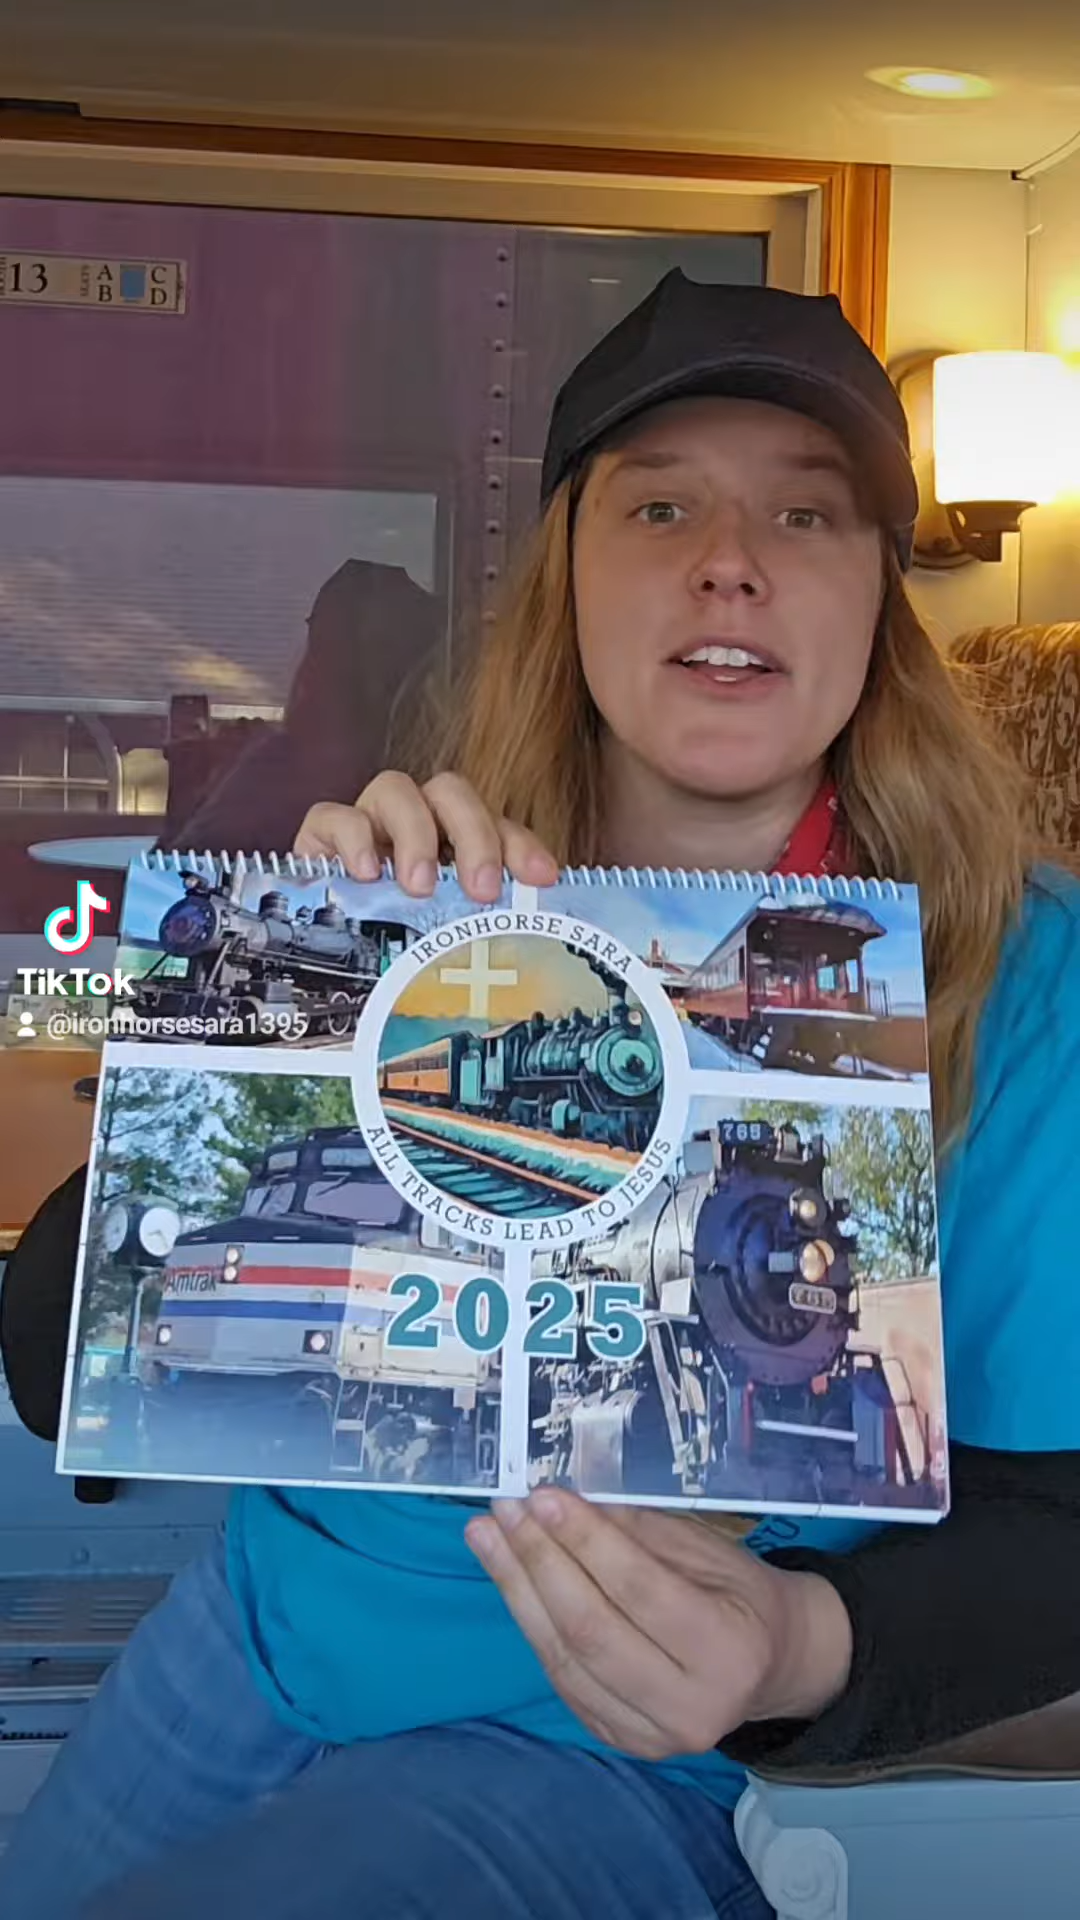 13 A B C D
IRONHORSE SARA
768
ALL TRACKS LEAD TO JESUS
Amtrak
2025
TikTok
@ironhorsesara1395